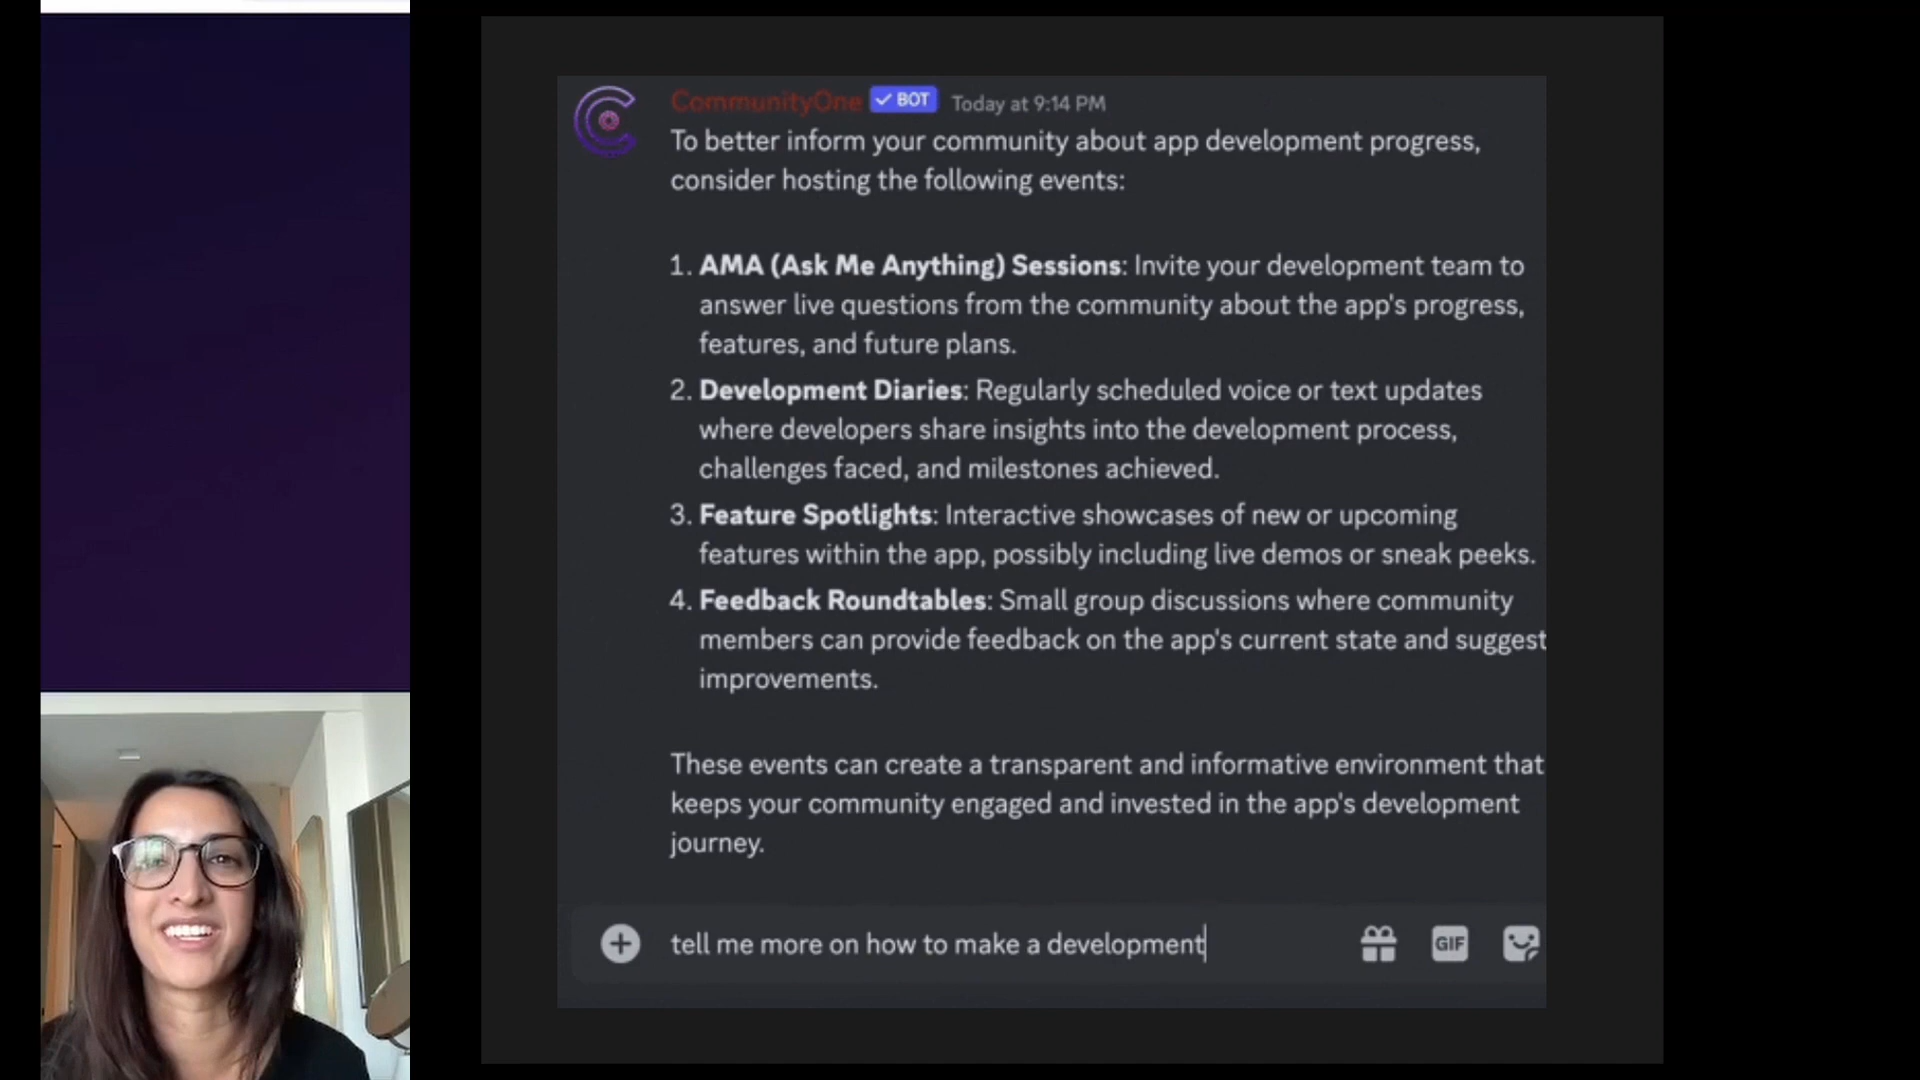 CommunityOne BOT Today at 9:14 PM
To better inform your community about app development progress,
consider hosting the following events:
1. AMA (Ask Me Anything) Sessions: Invite your development team to
answer live questions from the community about the app's progress,
features, and future plans.
2. Development Diaries: Regularly scheduled voice or text updates
where developers share insights into the development process,
challenges faced, and milestones achieved.
3. Feature Spotlights: Interactive showcases of new or upcoming
features within the app, possibly including live demos or sneak peeks.
4. Feedback Roundtables: Small group discussions where community
members can provide feedback on the app's current state and suggest
improvements.
These events can create a transparent and informative environment that
keeps your community engaged and invested in the app's development
journey.
tell me more on how to make a development
GIF